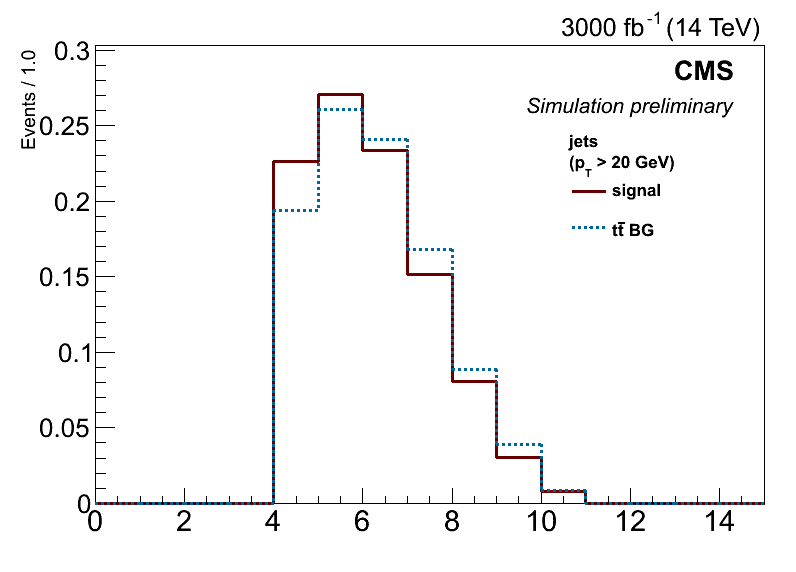 3000 fb⁻¹ (14 TeV)
Events / 1.0
0.3
0.25
0.2
0.15
0.1
0.05
0
CMS
Simulation preliminary
jets
(p_T > 20 GeV)
signal
tt̄ BG
0 2 4 6 8 10 12 14